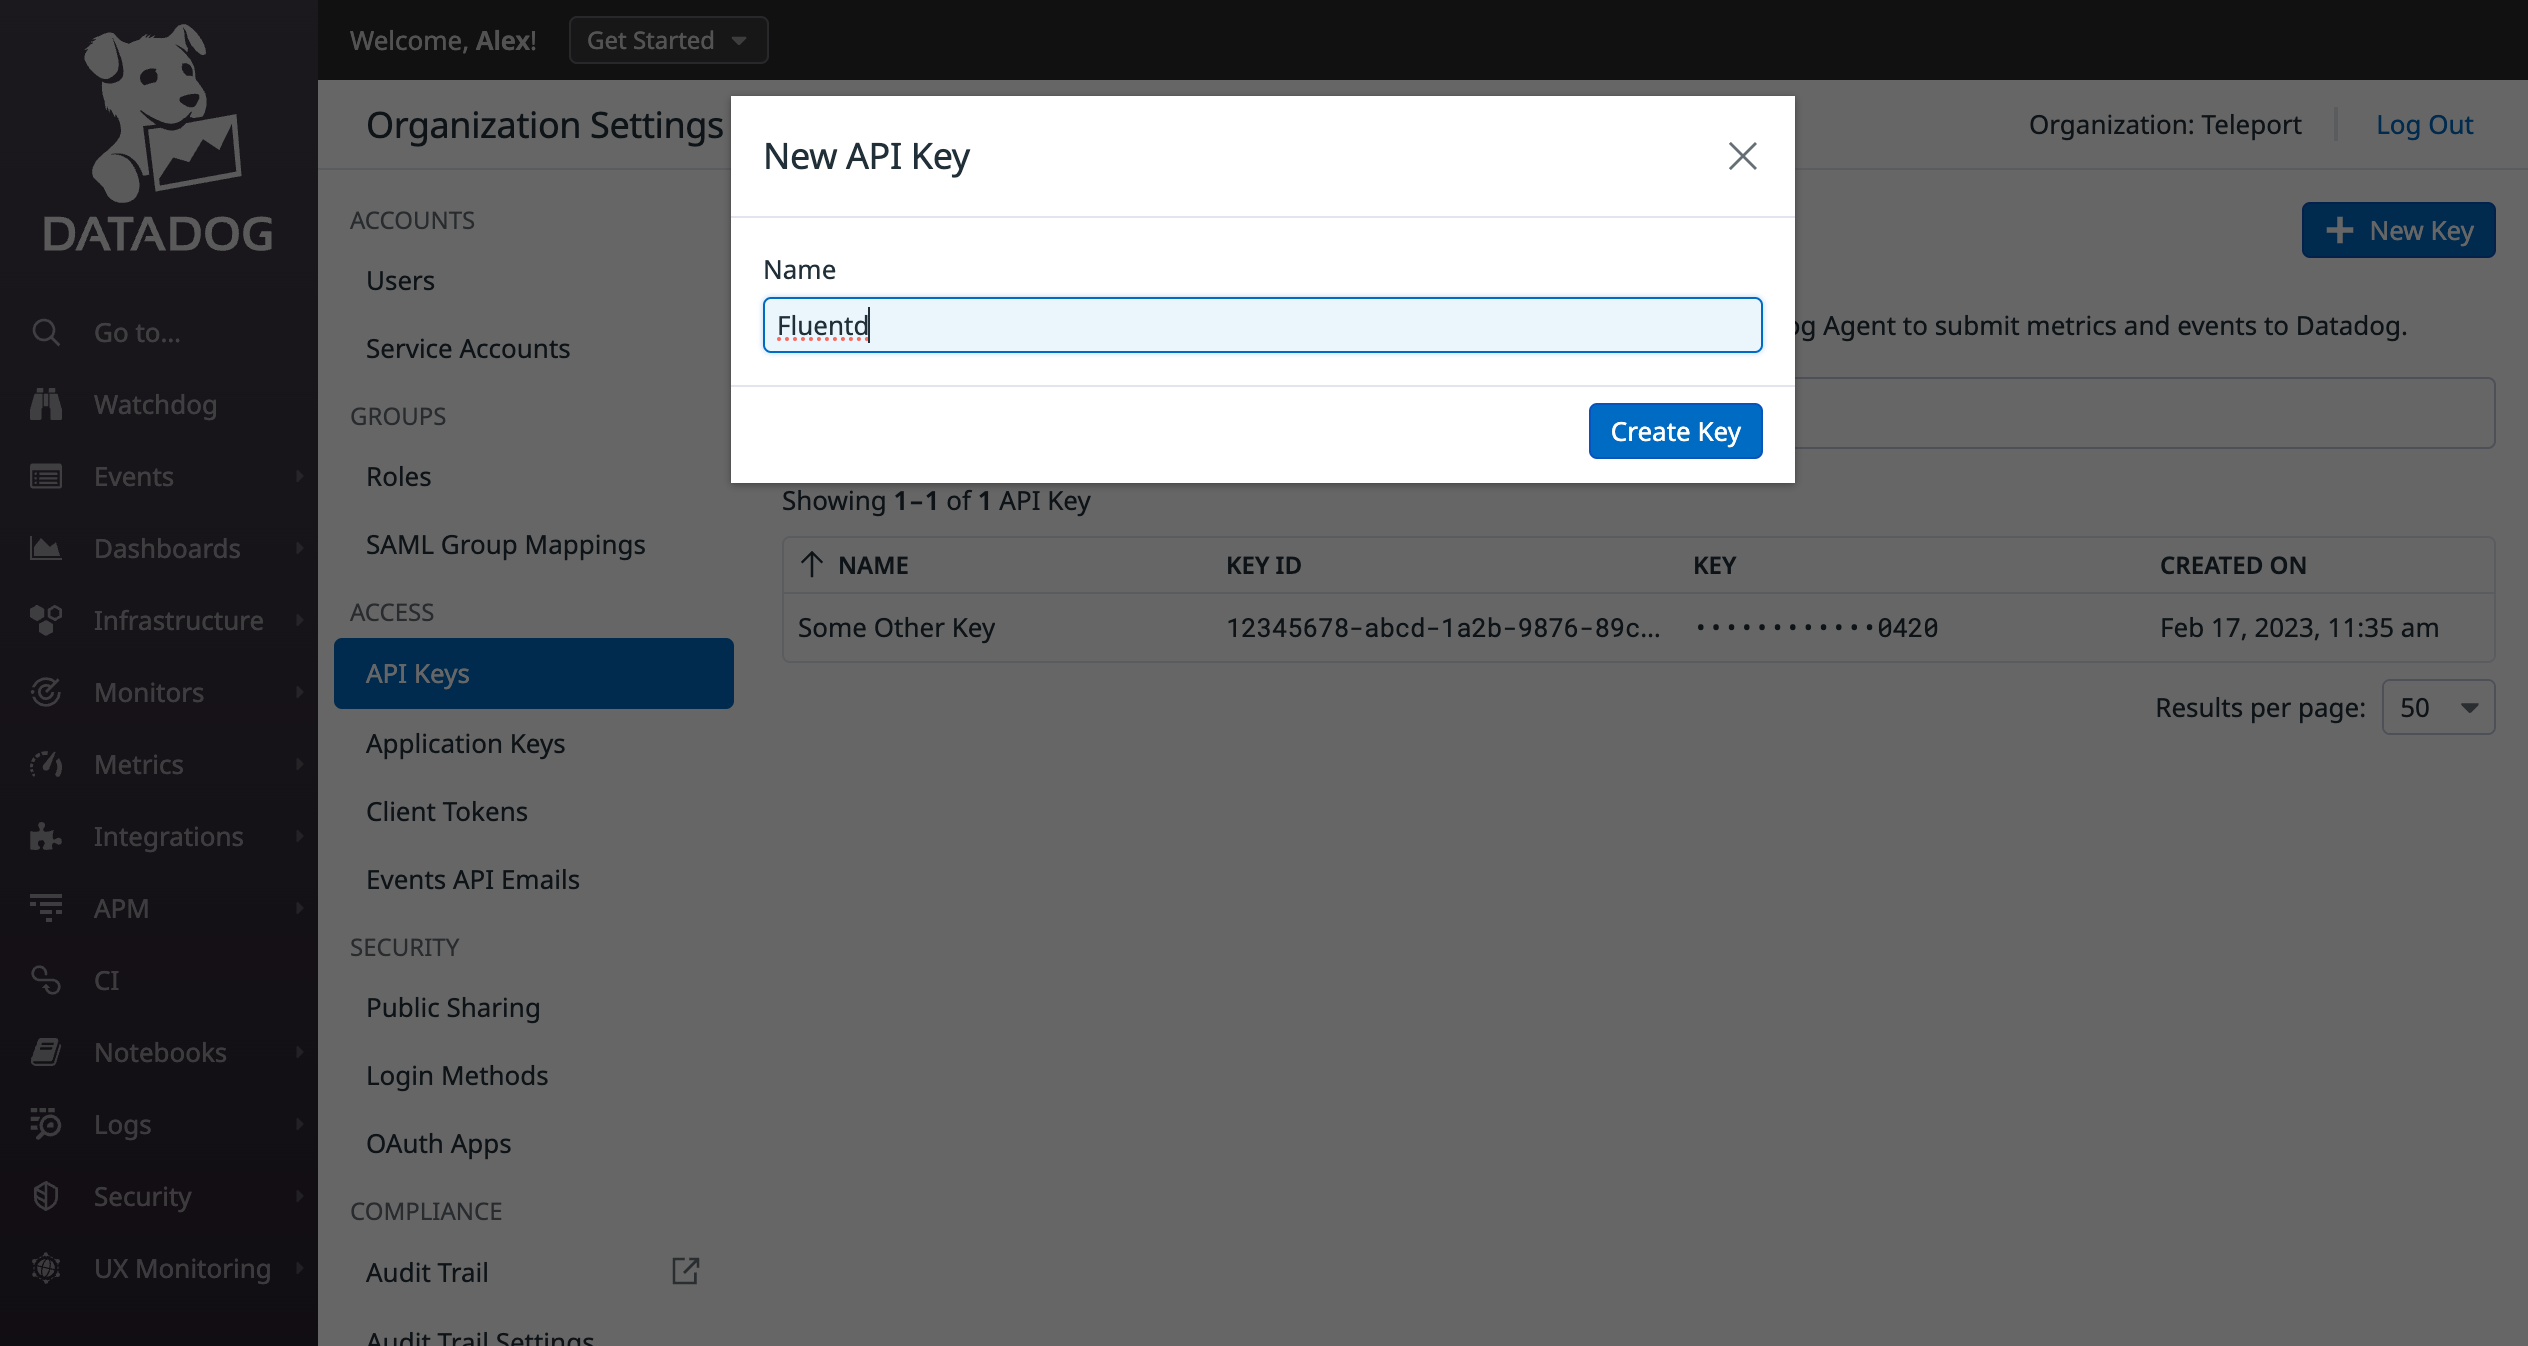 DATADOG
Go to...
Watchdog
Events
Dashboards
Infrastructure
Monitors
Metrics
Integrations
APM
CI
Notebooks
Logs
Security
UX Monitoring
Welcome, Alex!
Get Started
Organization Settings
Organization: Teleport
Log Out
ACCOUNTS
Users
Service Accounts
GROUPS
Roles
SAML Group Mappings
ACCESS
API Keys
Application Keys
Client Tokens
Events API Emails
SECURITY
Public Sharing
Login Methods
OAuth Apps
COMPLIANCE
Audit Trail
Audit Trail Settings
New API Key
Name
Fluentd
Create Key
New Key
Agent to submit metrics and events to Datadog.
Showing 1–1 of 1 API Key
NAME KEY ID KEY CREATED ON
Some Other Key 12345678-abcd-1a2b-9876-89c... ············0420 Feb 17, 2023, 11:35 am
Results per page: 50